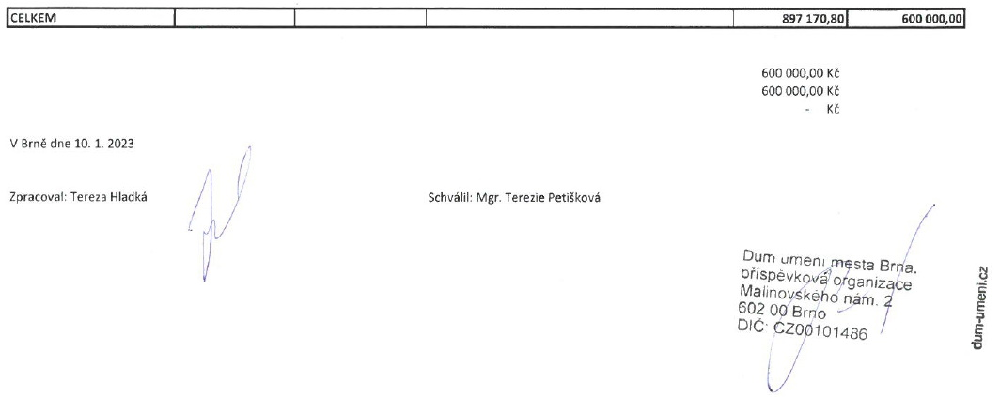 CELKEM 897 170,80 600 000,00
600 000,00 Kč
600 000,00 Kč
- Kč
V Brně dne 10. 1. 2023
Zpracoval: Tereza Hladká Schválil: Mgr. Terezie Petišková
Dum umeni mesta Brna,
příspěvková organizace
Malinovského nám. 2
602 00 Brno
DIČ: CZ00101486
dum-umeni.cz